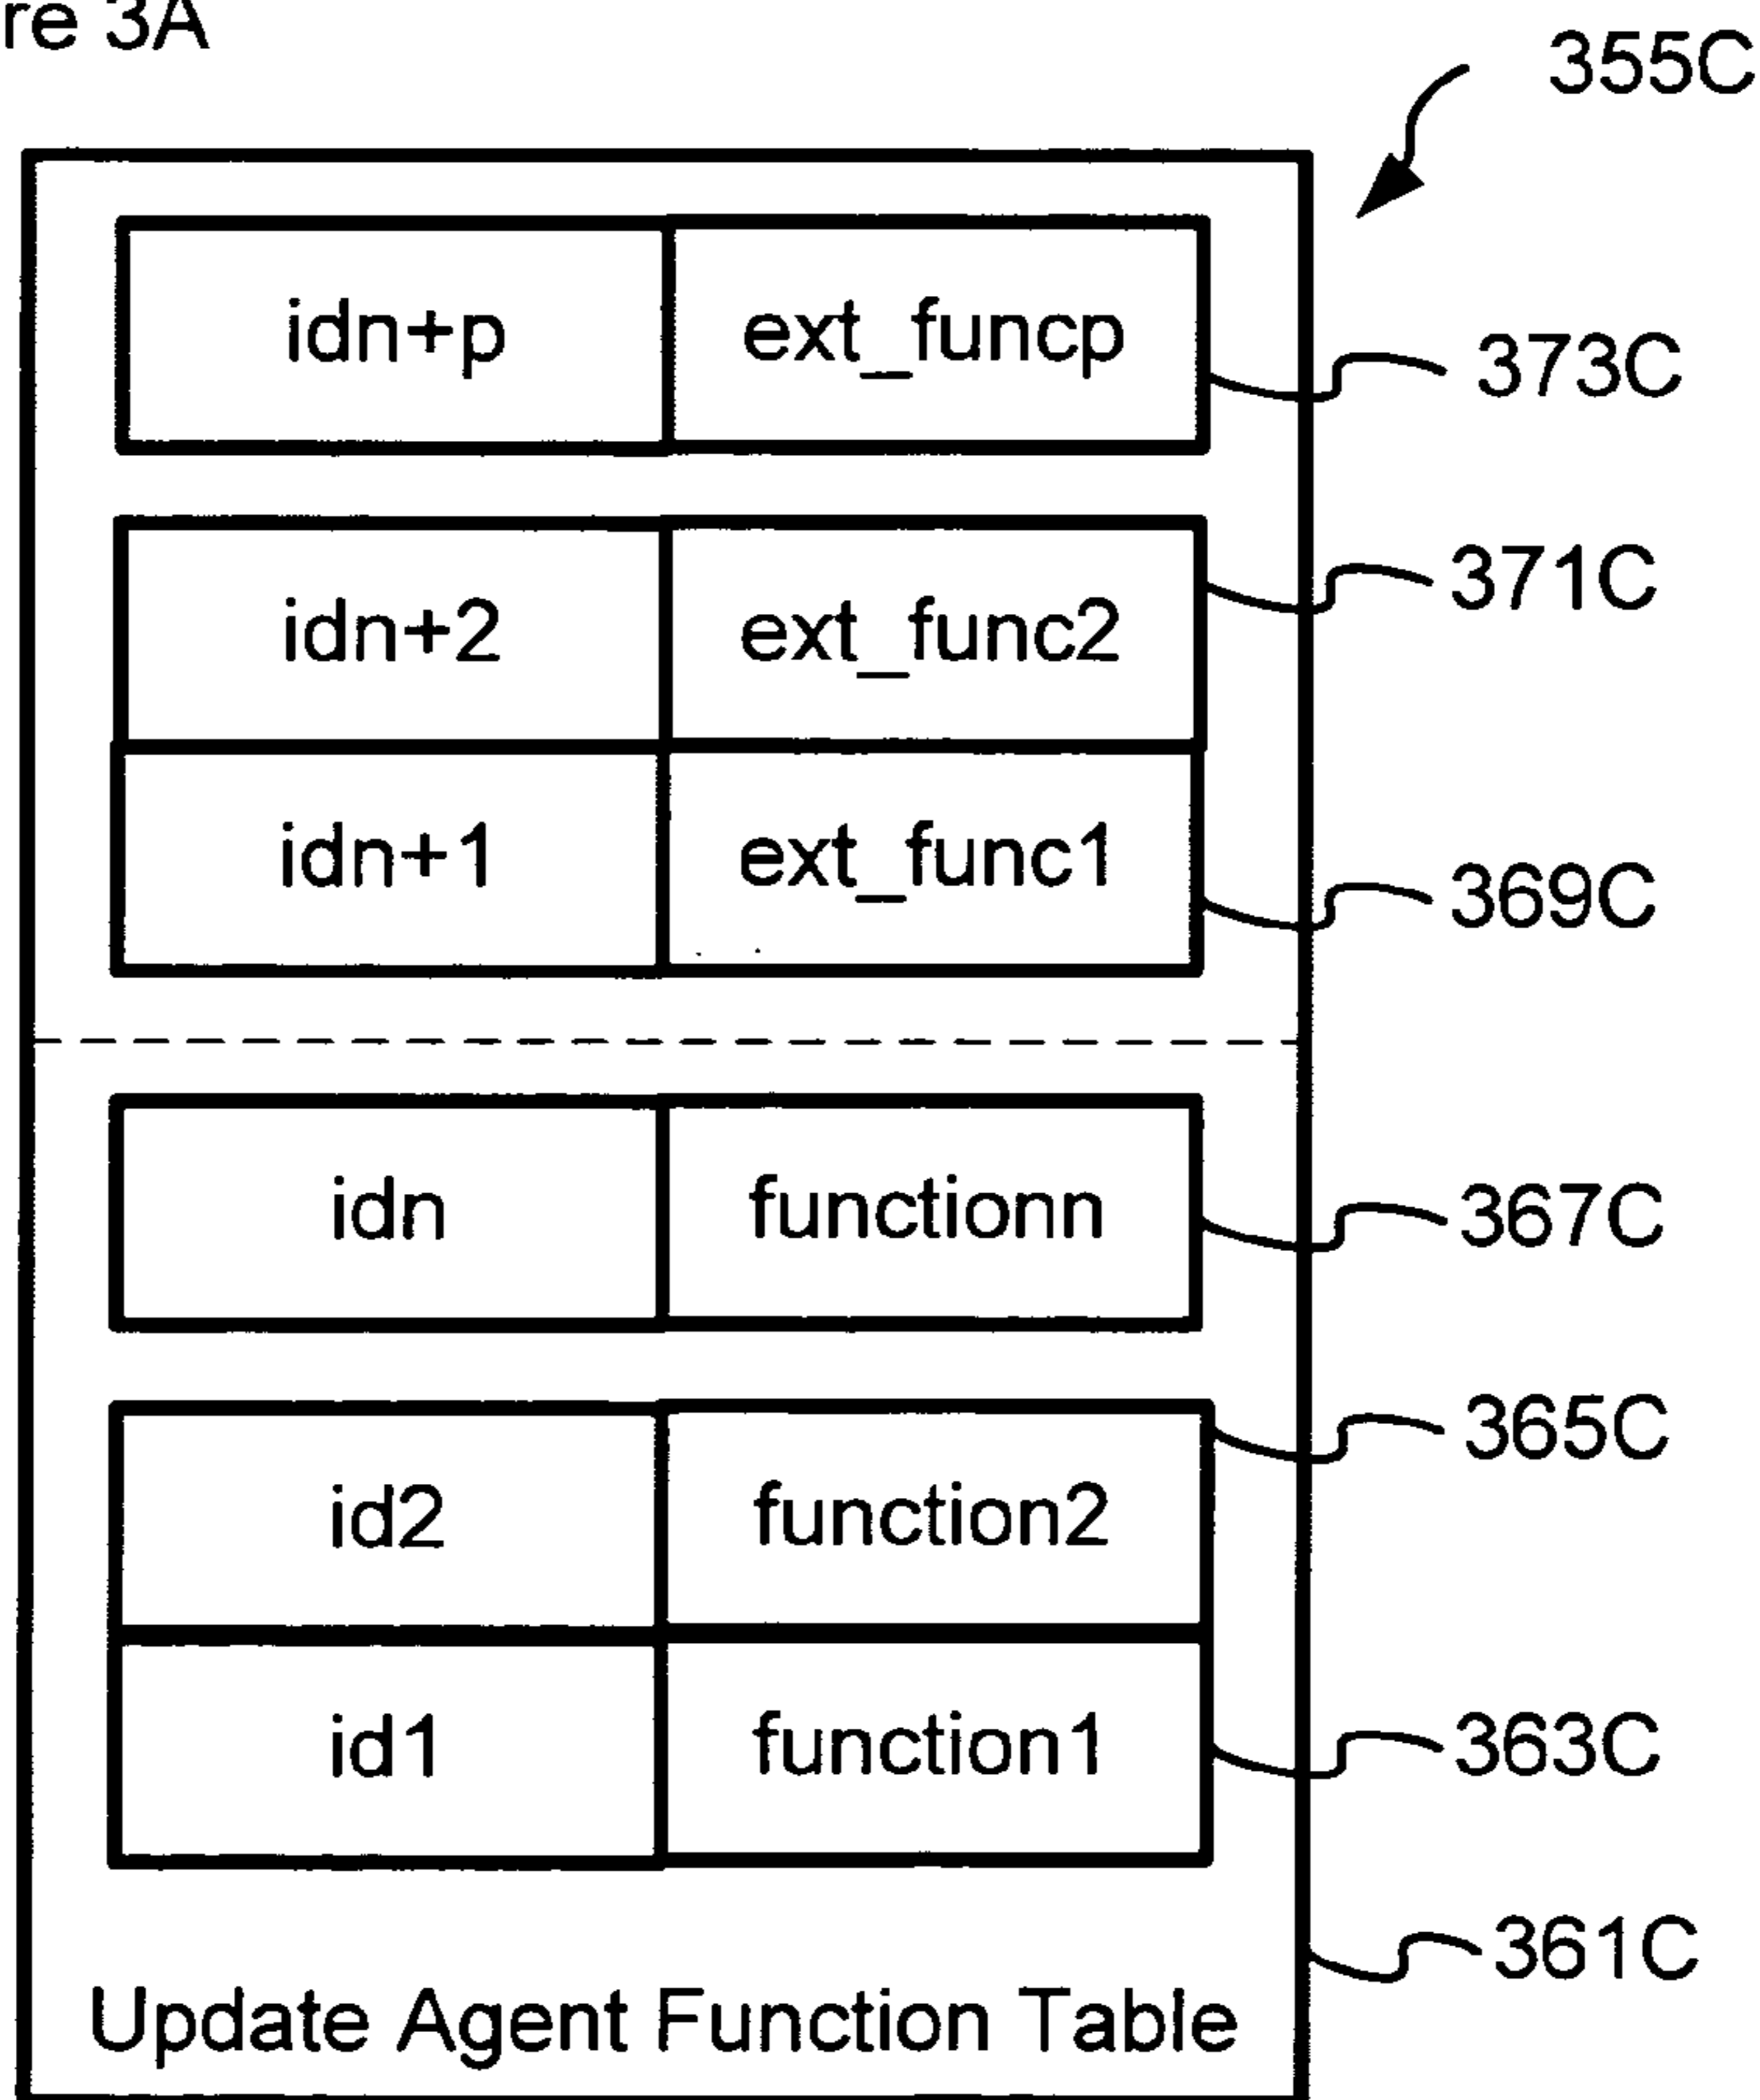 re 3A
355C
idn+p ext_funcp 373C
idn+2 ext_func2 371C
idn+1 ext_func1 369C
idn functionn 367C
id2 function2 365C
id1 function1 363C
361C
Update Agent Function Table